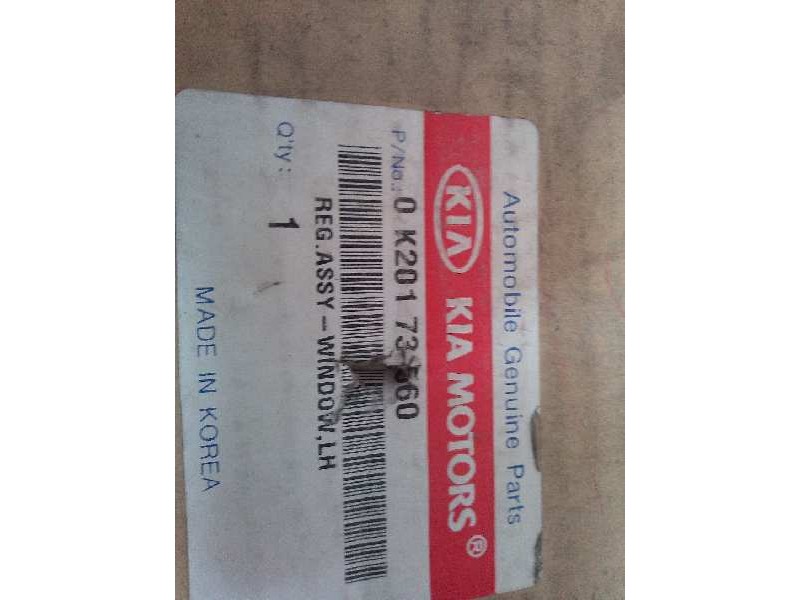 Automobile Genuine Parts
KIA KIA MOTORS®
P/No.: 0 K201 73 560
REG.ASSY-WINDOW,LH
Q'ty: 1
MADE IN KOREA